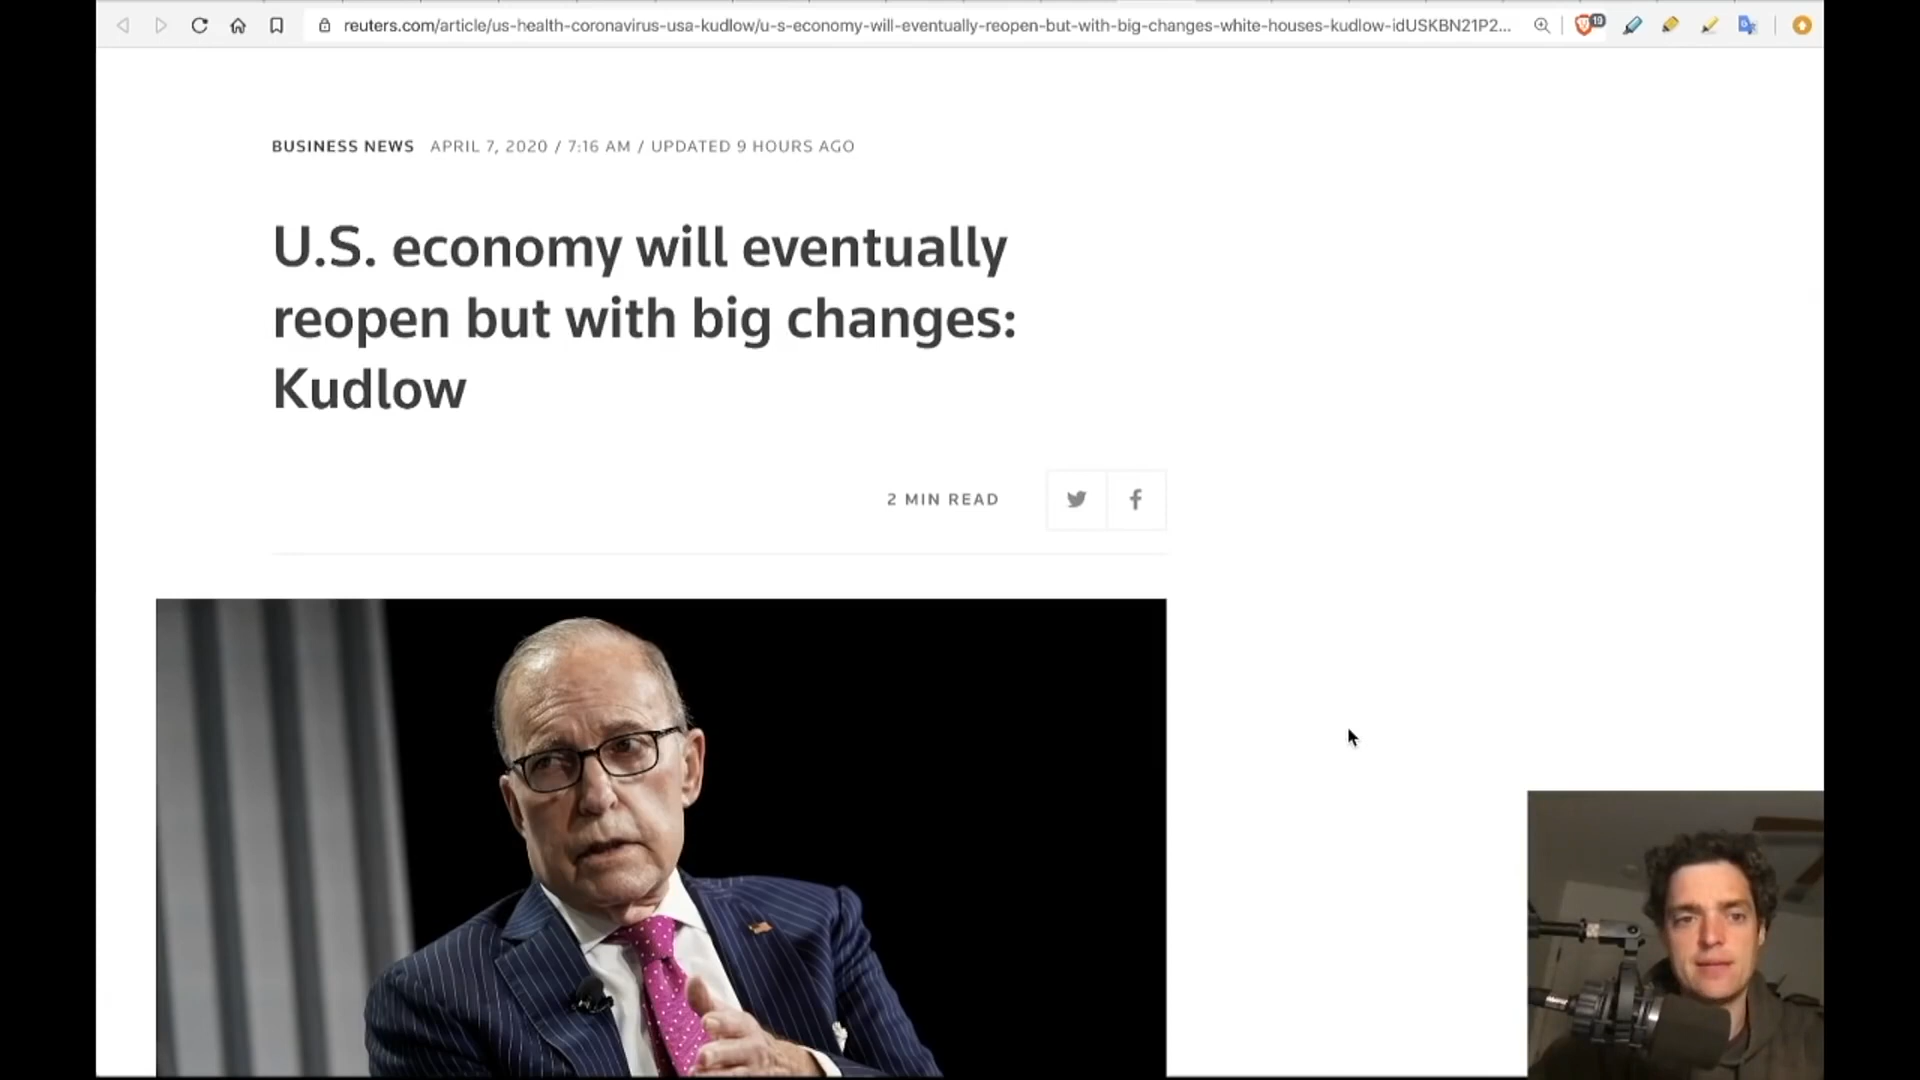 reuters.com/article/us-health-coronavirus-usa-kudlow/u-s-economy-will-eventually-reopen-but-with-big-changes-white-houses-kudlow-idUSKBN21P2...
19
BUSINESS NEWS APRIL 7, 2020 / 7:16 AM / UPDATED 9 HOURS AGO
U.S. economy will eventually
reopen but with big changes:
Kudlow
2 MIN READ